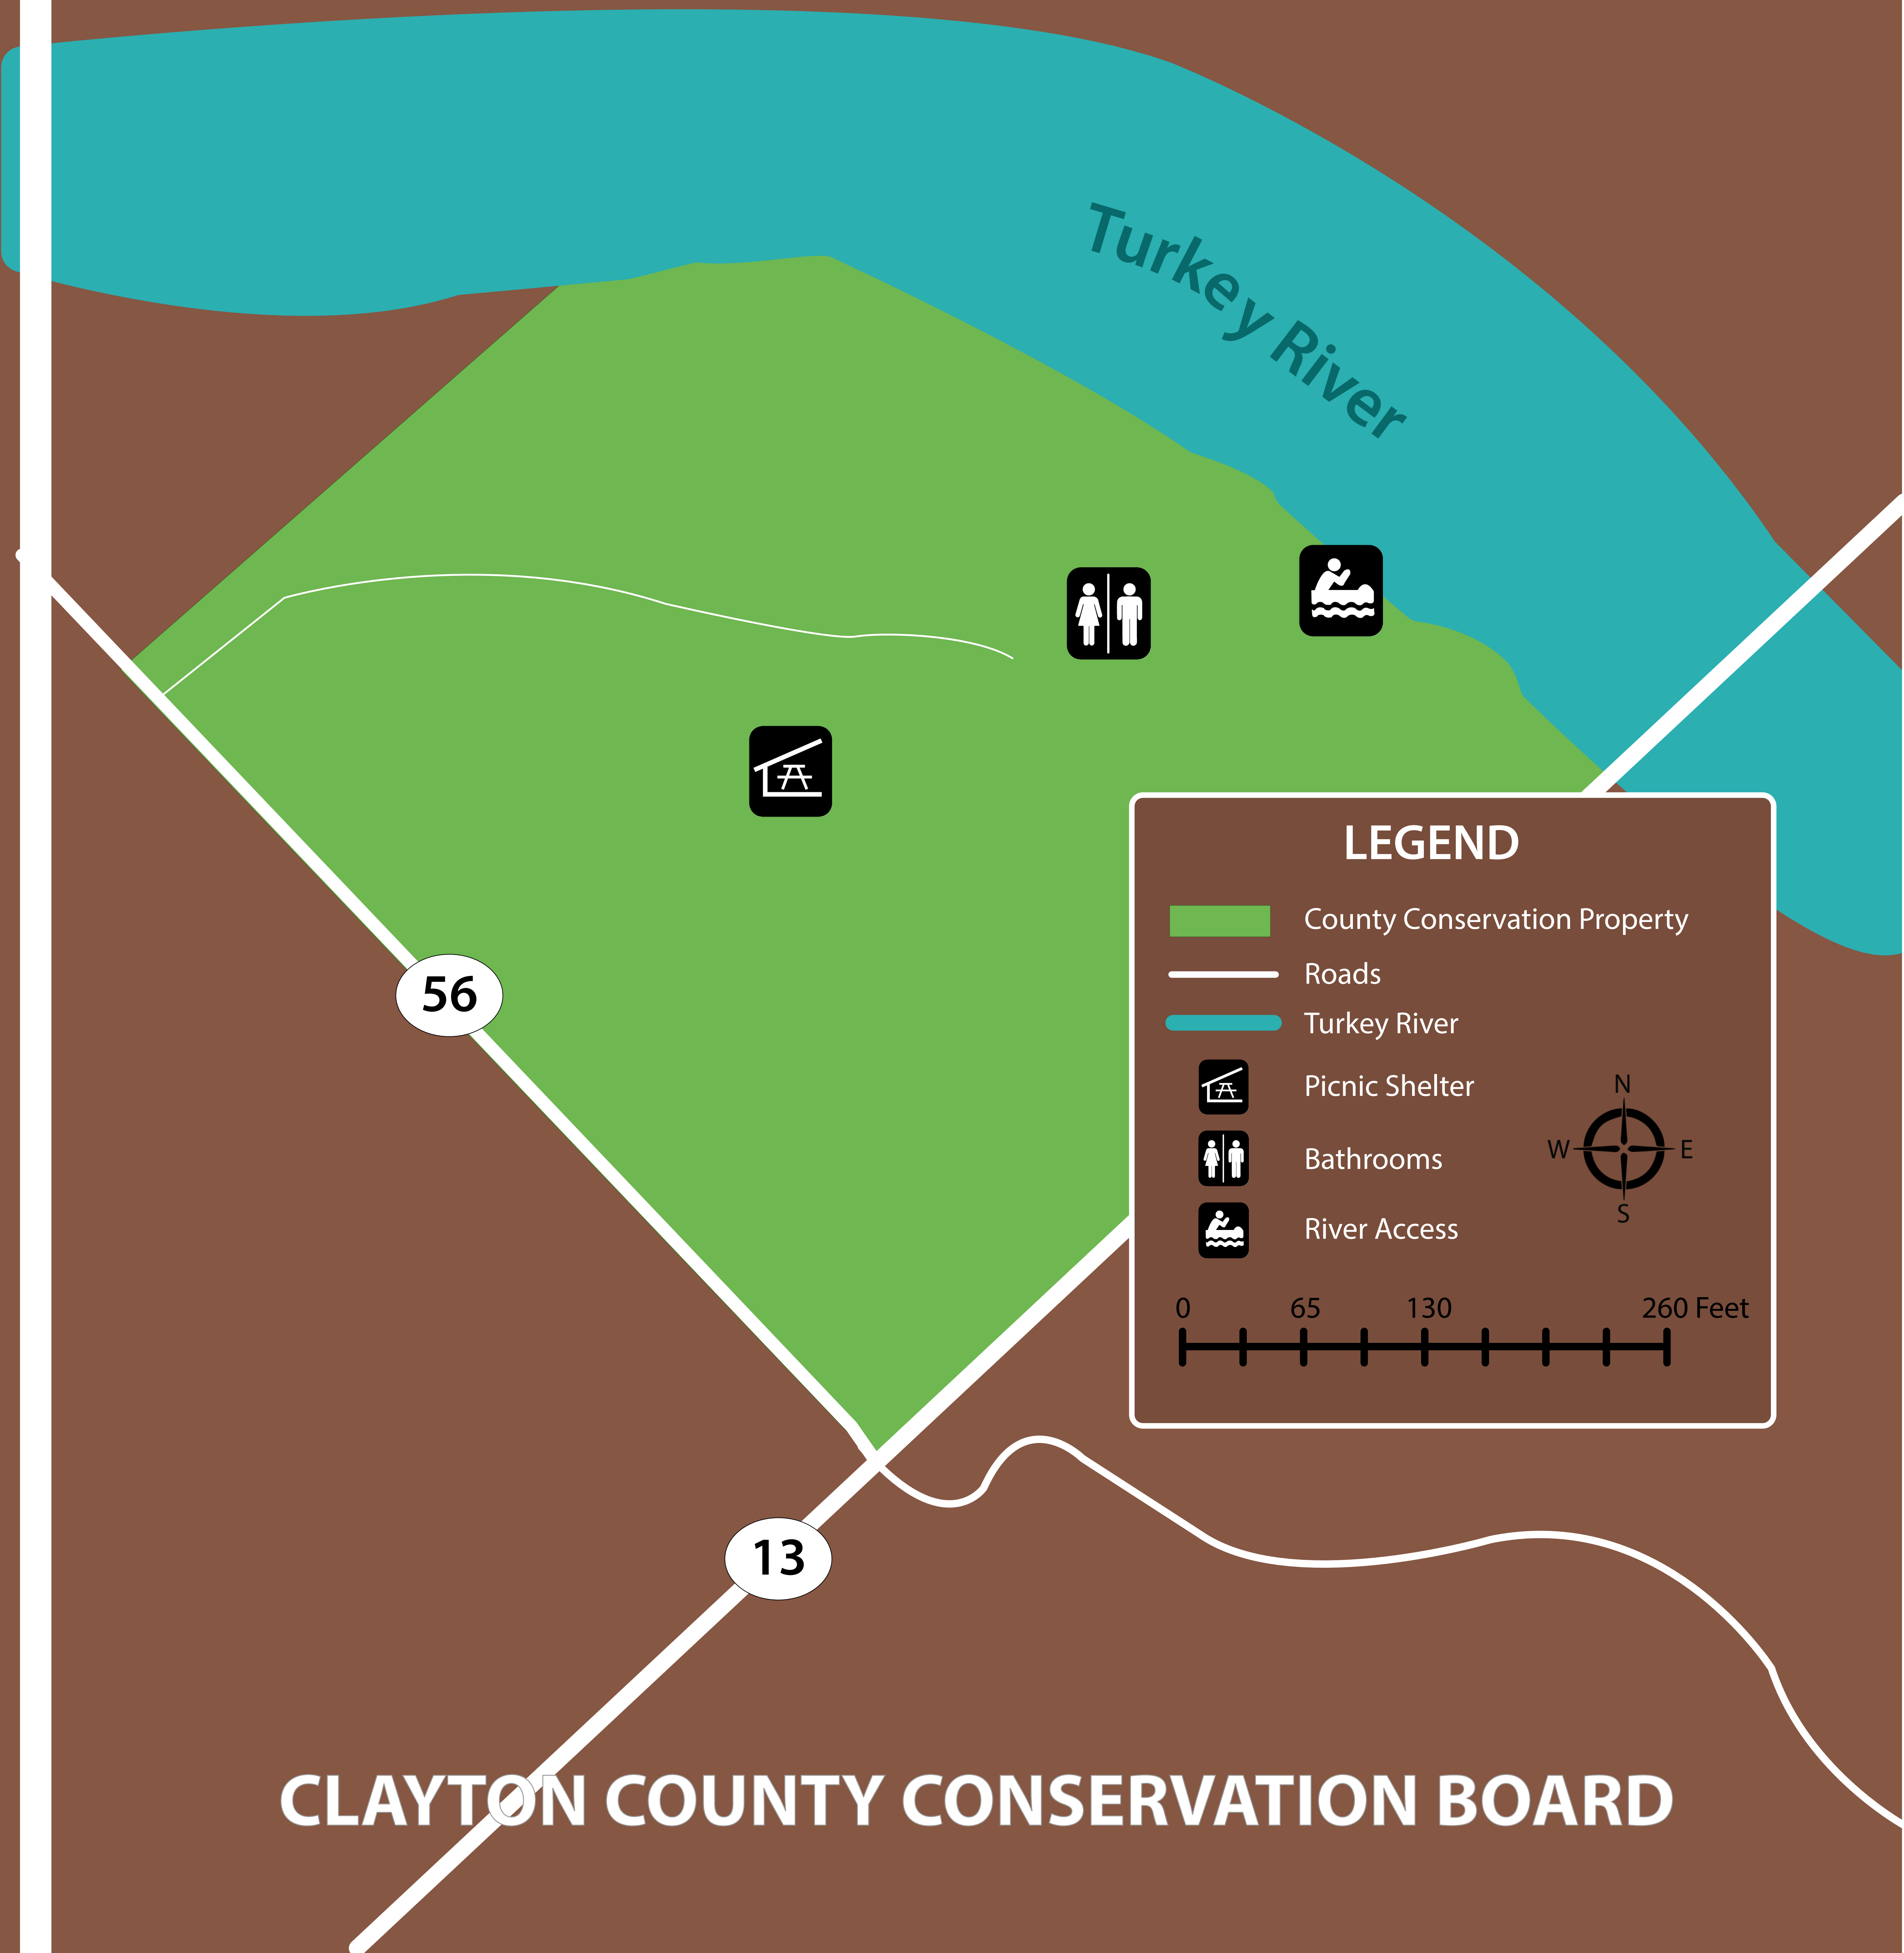 Turkey River
LEGEND
County Conservation Property
Roads
Turkey River
Picnic Shelter
Bathrooms
River Access
N
W E
S
0 65 130 260 Feet
56
13
CLAYTON COUNTY CONSERVATION BOARD